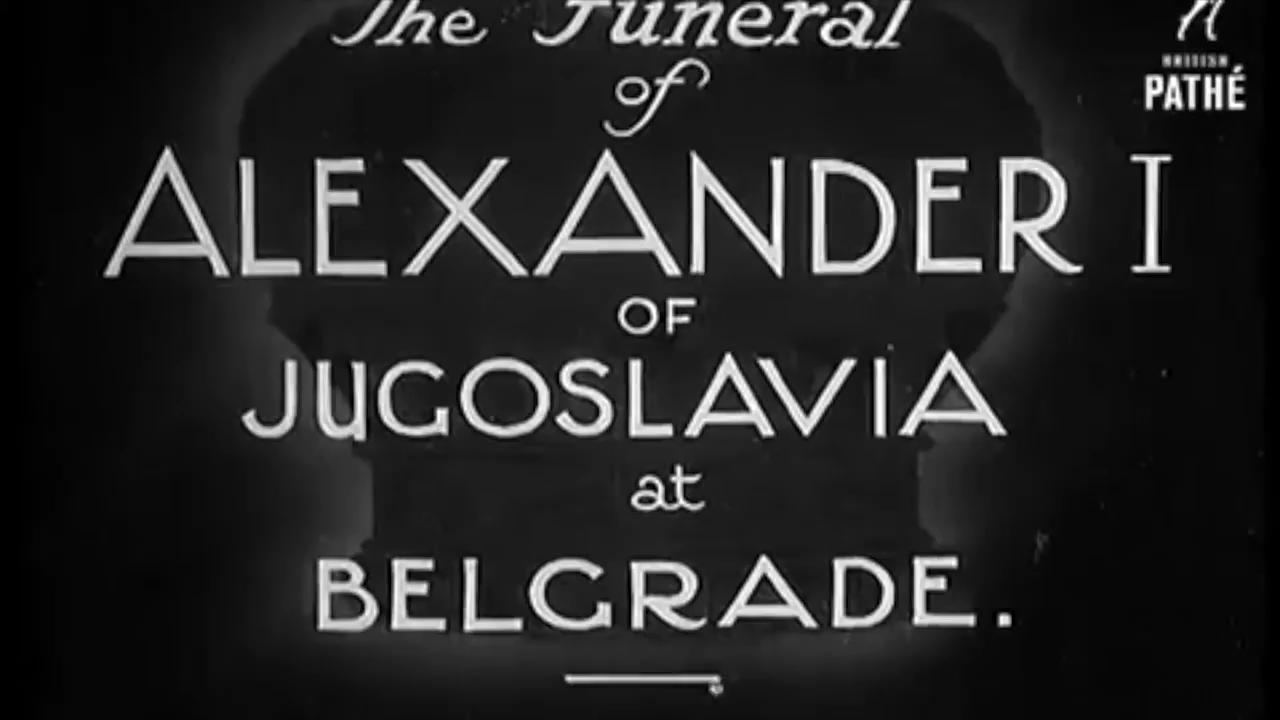 The Funeral
of
ALEXANDER I
OF
JUGOSLAVIA
at
BELGRADE.
BRITISH
PATHÉ